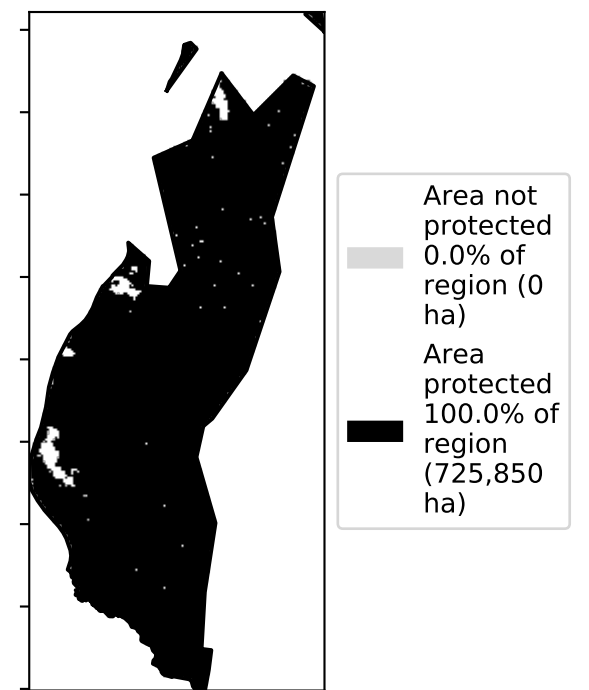 Area not
protected
0.0% of
region (0
ha)
Area
protected
100.0% of
region
(725,850
ha)